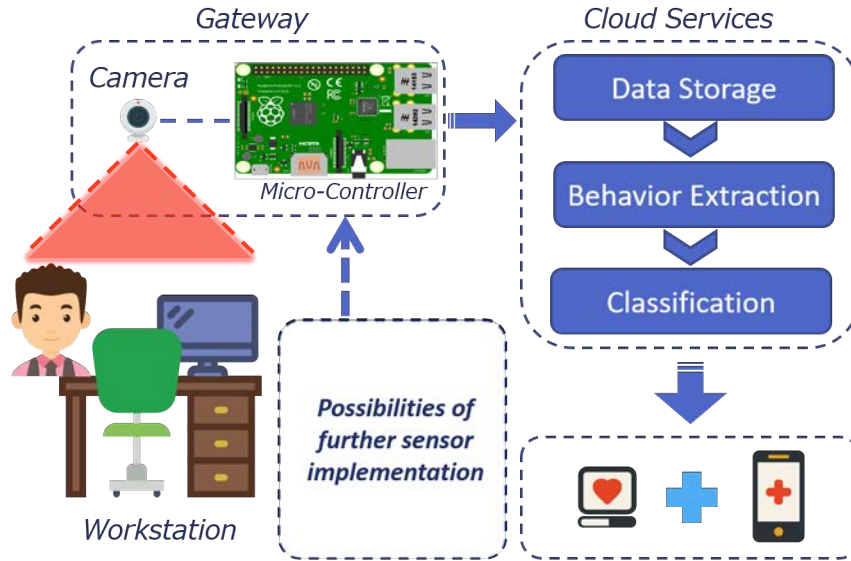 Gateway
Cloud Services
Camera
Data Storage
Micro-Controller
Behavior Extraction
Classification
Possibilities of
further sensor
implementation
Workstation